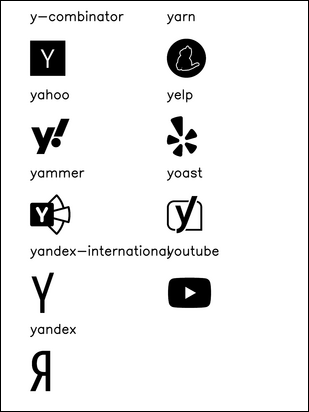 y-combinator yarn
Y
yahoo yelp
y!
yammer yoast
Y y
yandex-international youtube
Y
yandex
Я